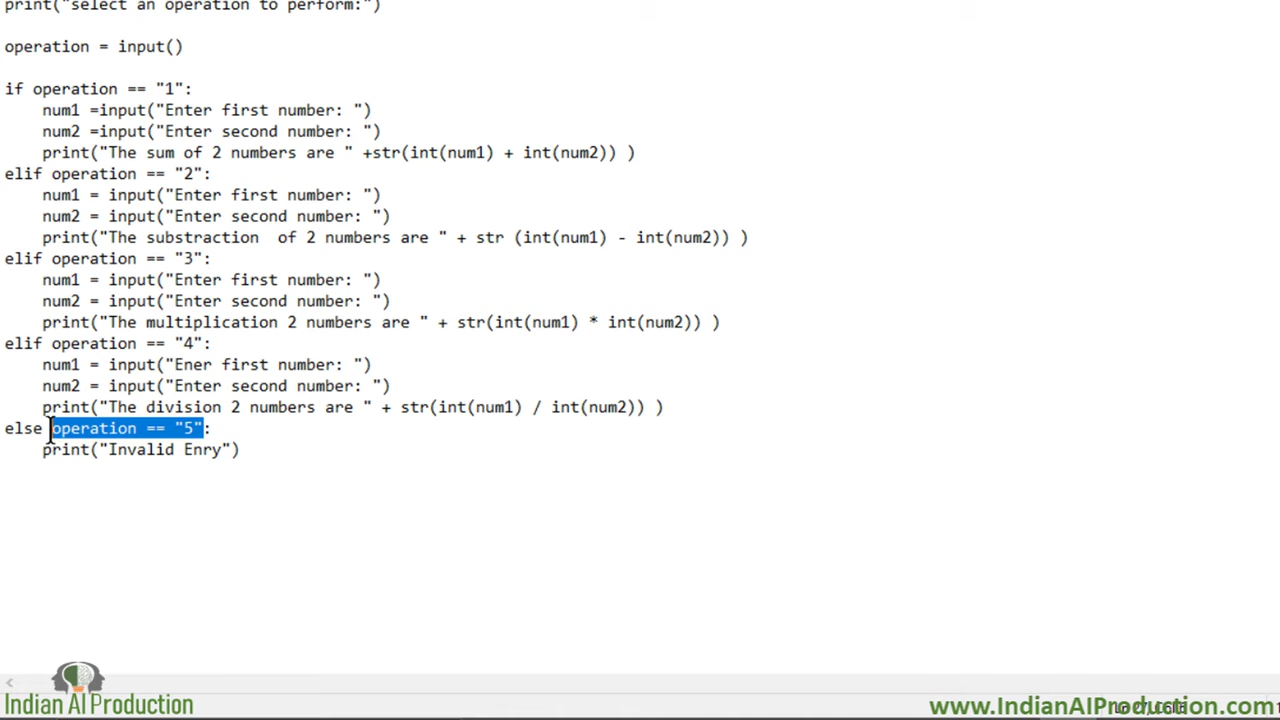 print("select an operation to perform:")
operation = input()
if operation == "1":
num1 =input("Enter first number: ")
num2 =input("Enter second number: ")
print("The sum of 2 numbers are " +str(int(num1) + int(num2)) )
elif operation == "2":
num1 = input("Enter first number: ")
num2 = input("Enter second number: ")
print("The substraction  of 2 numbers are " + str (int(num1) - int(num2)) )
elif operation == "3":
num1 = input("Enter first number: ")
num2 = input("Enter second number: ")
print("The multiplication 2 numbers are " + str(int(num1) * int(num2)) )
elif operation == "4":
num1 = input("Ener first number: ")
num2 = input("Enter second number: ")
print("The division 2 numbers are " + str(int(num1) / int(num2)) )
else operation == "5":
print("Invalid Enry")
Indian AI Production
www.IndianAIProduction.com